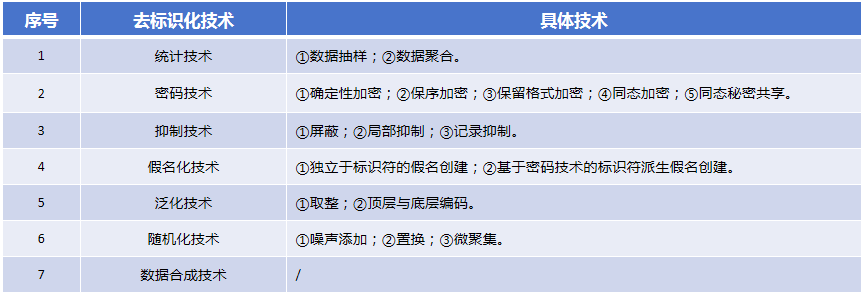 序号 去标识化技术 具体技术
1 统计技术 ①数据抽样；②数据聚合。
2 密码技术 ①确定性加密；②保序加密；③保留格式加密；④同态加密；⑤同态秘密共享。
3 抑制技术 ①屏蔽；②局部抑制；③记录抑制。
4 假名化技术 ①独立于标识符的假名创建；②基于密码技术的标识符派生假名创建。
5 泛化技术 ①取整；②顶层与底层编码。
6 随机化技术 ①噪声添加；②置换；③微聚集。
7 数据合成技术 /